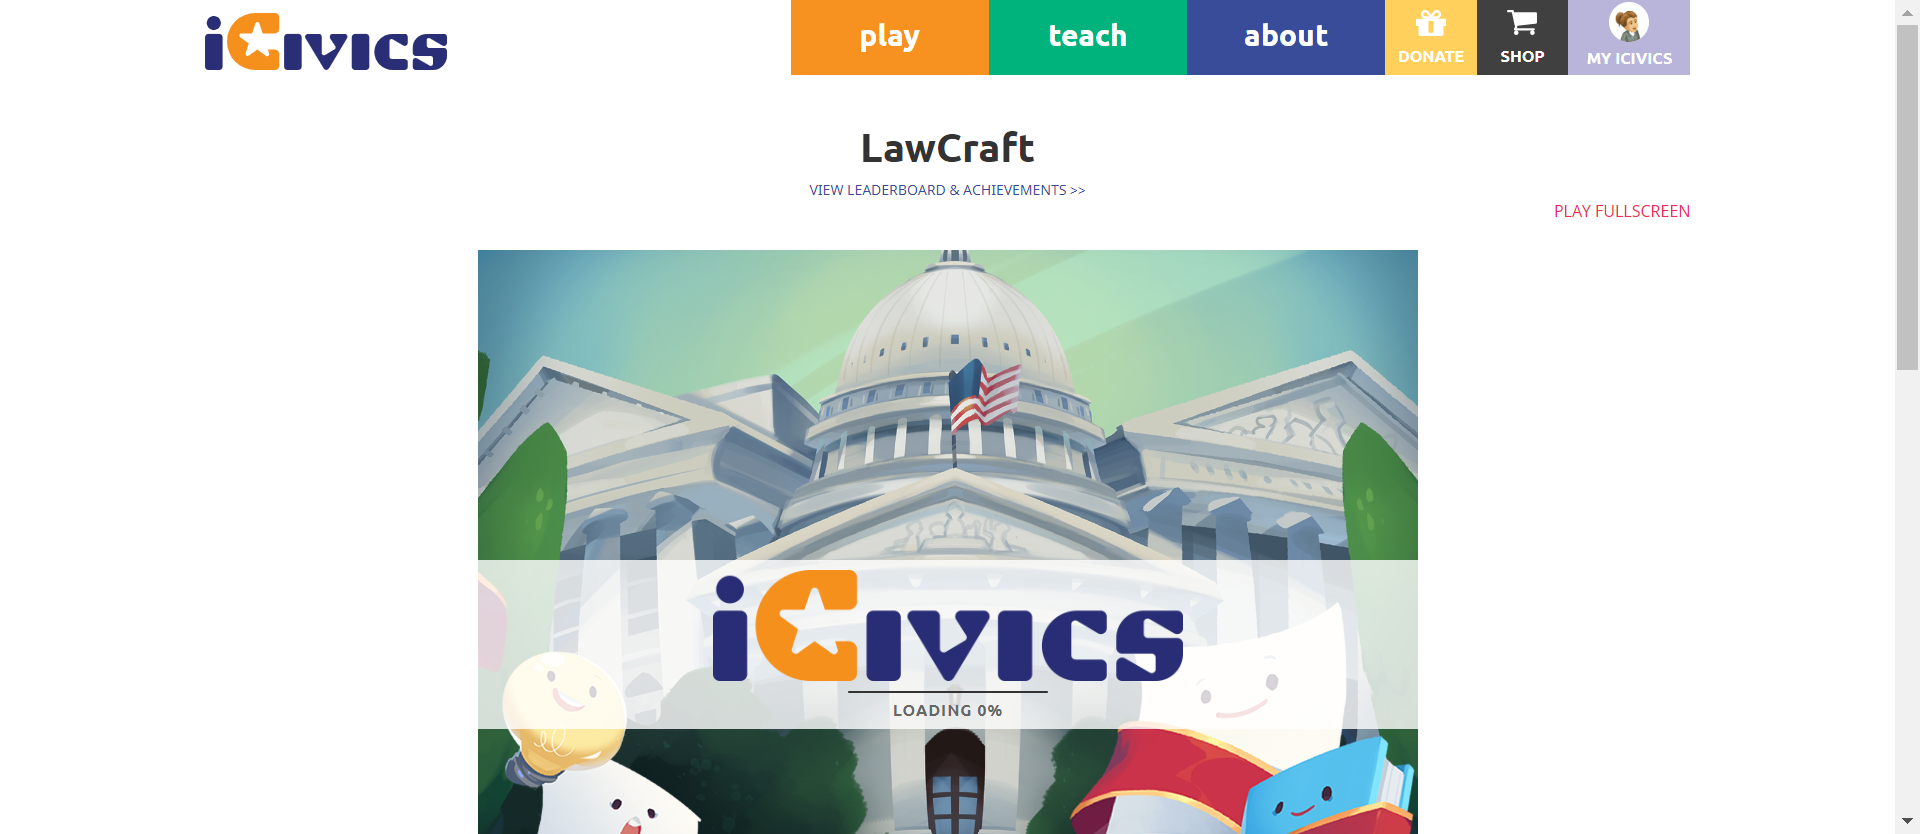 iCivics
play
teach
about
DONATE
SHOP
MY ICIVICS
LawCraft
VIEW LEADERBOARD & ACHIEVEMENTS >>
PLAY FULLSCREEN
iCivics
LOADING 0%